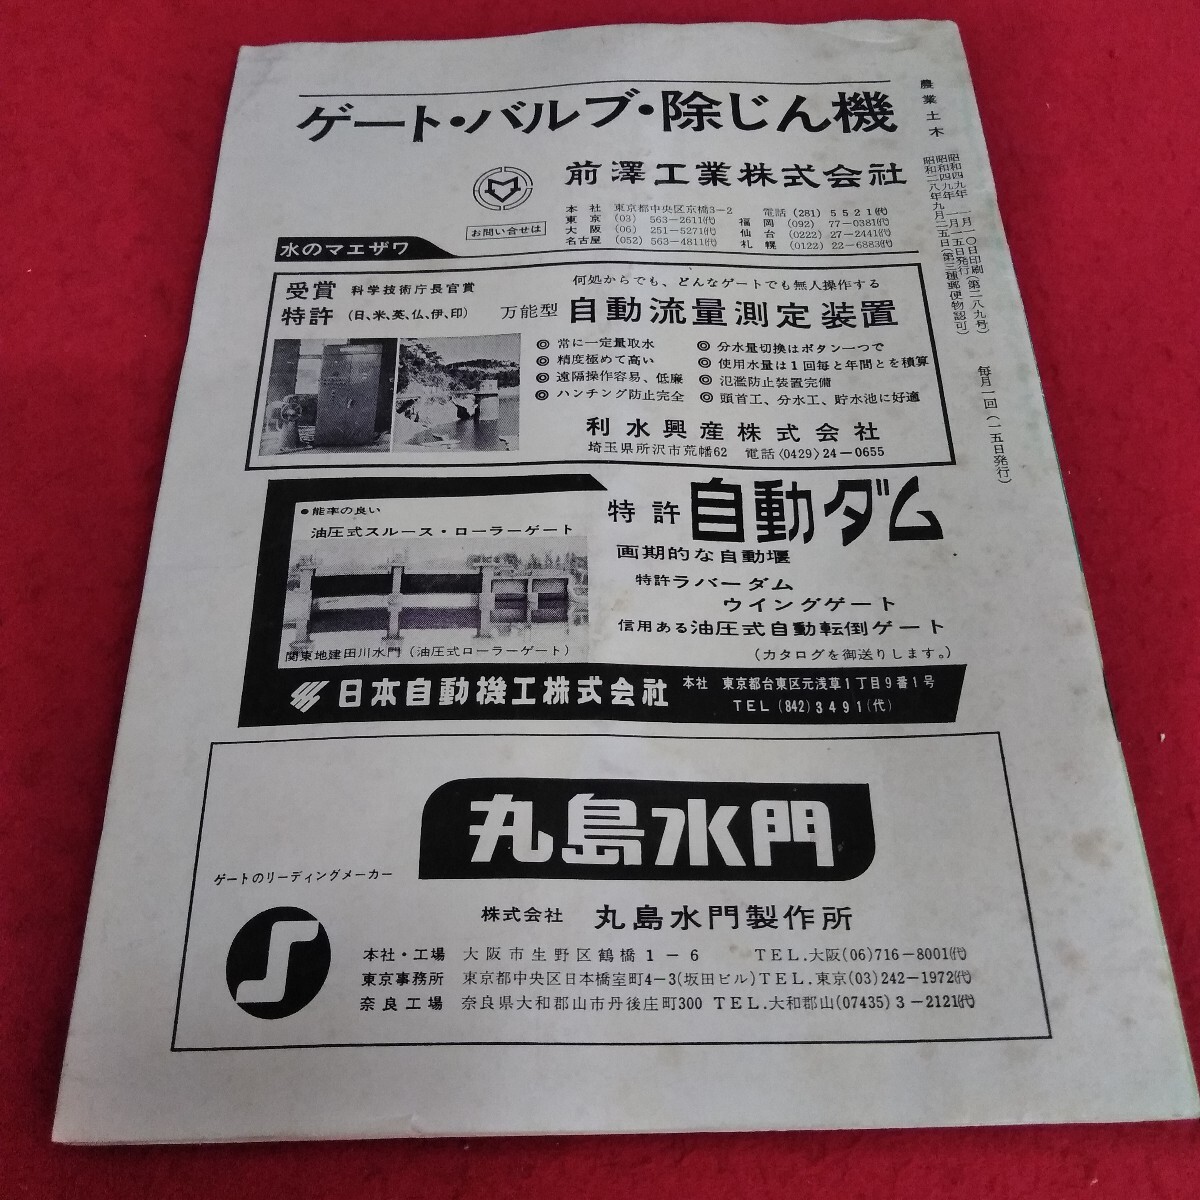 ゲート・バルブ・除じん機
前澤工業株式会社
お問い合せは
本社 東京都中央区京橋3−2 電話(281)5521(代)
東京 (03) 563−2611(代) 福岡 (092) 77−0381(代)
大阪 (06) 251−5271(代) 仙台 (0222) 27−2441(代)
名古屋 (052) 563−4811(代) 札幌 (0122) 22−6883(代)
水のマエザワ
受賞 科学技術庁長官賞
特許 (日、米、英、仏、伊、印)
何処からでも、どんなゲートでも無人操作する
万能型 自動流量測定装置
◎ 常に一定量取水
◎ 精度極めて高い
◎ 遠隔操作容易、低廉
◎ ハンチング防止完全
◎ 分水量切換はボタン一つで
◎ 使用水量は1回毎と年間とを積算
◎ 氾濫防止装置完備
◎ 頭首工、分水工、貯水池に好適
利水興産株式会社
埼玉県所沢市荒幡62 電話〈0429〉24−0655
●能率の良い
油圧式スルース・ローラーゲート
関東地建田川水門(油圧式ローラーゲート)
特許 自動ダム
画期的な自動堰
特許ラバーダム
ウイングゲート
信用ある油圧式自動転倒ゲート
(カタログを御送りします。)
日本自動機工株式会社
本社 東京都台東区元浅草1丁目9番1号
TEL(842)3491(代)
丸島水門
ゲートのリーディングメーカー
株式会社 丸島水門製作所
本社・工場 大阪市生野区鶴橋1−6 TEL.大阪(06)716−8001(代)
東京事務所 東京都中央区日本橋室町4−3(坂田ビル)TEL.東京(03)242−1972(代)
奈良工場 奈良県大和郡山市丹後庄町300 TEL.大和郡山(07435)3−2121(代)
農業土木
昭和四九年 一月一〇日印刷(第二八九号)
昭和四九年 一月一五日発行
昭和二八年九月二五日(第三種郵便物認可)
毎月一回(一五日発行)